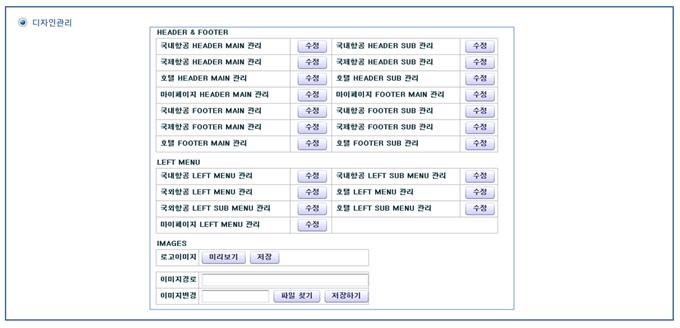 디자인관리
HEADER & FOOTER
국내항공 HEADER MAIN 관리 수정 국내항공 HEADER SUB 관리 수정
국제항공 HEADER MAIN 관리 수정 국제항공 HEADER SUB 관리 수정
호텔 HEADER MAIN 관리 수정 호텔 HEADER SUB 관리 수정
마이페이지 HEADER MAIN 관리 수정 마이페이지 FOOTER MAIN 관리 수정
국내항공 FOOTER MAIN 관리 수정 국내항공 FOOTER SUB 관리 수정
국제항공 FOOTER MAIN 관리 수정 국제항공 FOOTER SUB 관리 수정
호텔 FOOTER MAIN 관리 수정 호텔 FOOTER SUB 관리 수정
LEFT MENU
국내항공 LEFT MENU 관리 수정 국내항공 LEFT SUB MENU 관리 수정
국외항공 LEFT MENU 관리 수정 호텔 LEFT MENU 관리 수정
국외항공 LEFT SUB MENU 관리 수정 호텔 LEFT SUB MENU 관리 수정
마이페이지 LEFT MENU 관리 수정
IMAGES
로고이미지 미리보기 저장
이미지경로
이미지변경 파일 찾기 저장하기